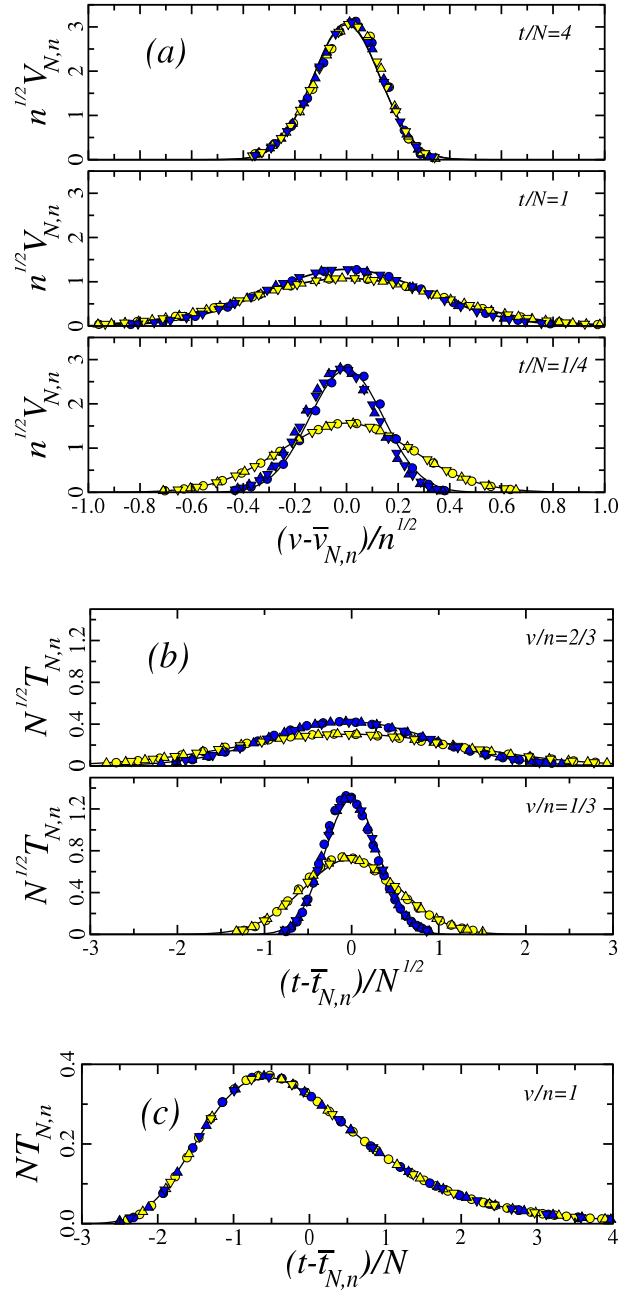 (a)
t/N=4
n^{1/2}V_{N,n}
0 1 2 3
t/N=1
n^{1/2}V_{N,n}
0 1 2 3
t/N=1/4
n^{1/2}V_{N,n}
0 1 2 3
-1.0 -0.8 -0.6 -0.4 -0.2 0.0 0.2 0.4 0.6 0.8 1.0
(v-v̅_{N,n})/n^{1/2}
(b)
v/n=2/3
N^{1/2}T_{N,n}
0 0.4 0.8 1.2
v/n=1/3
N^{1/2}T_{N,n}
0 0.4 0.8 1.2
-3 -2 -1 0 1 2 3
(t-t̅_{N,n})/N^{1/2}
(c)
v/n=1
NT_{N,n}
0.0 0.2 0.4
-3 -2 -1 0 1 2 3 4
(t-t̅_{N,n})/N